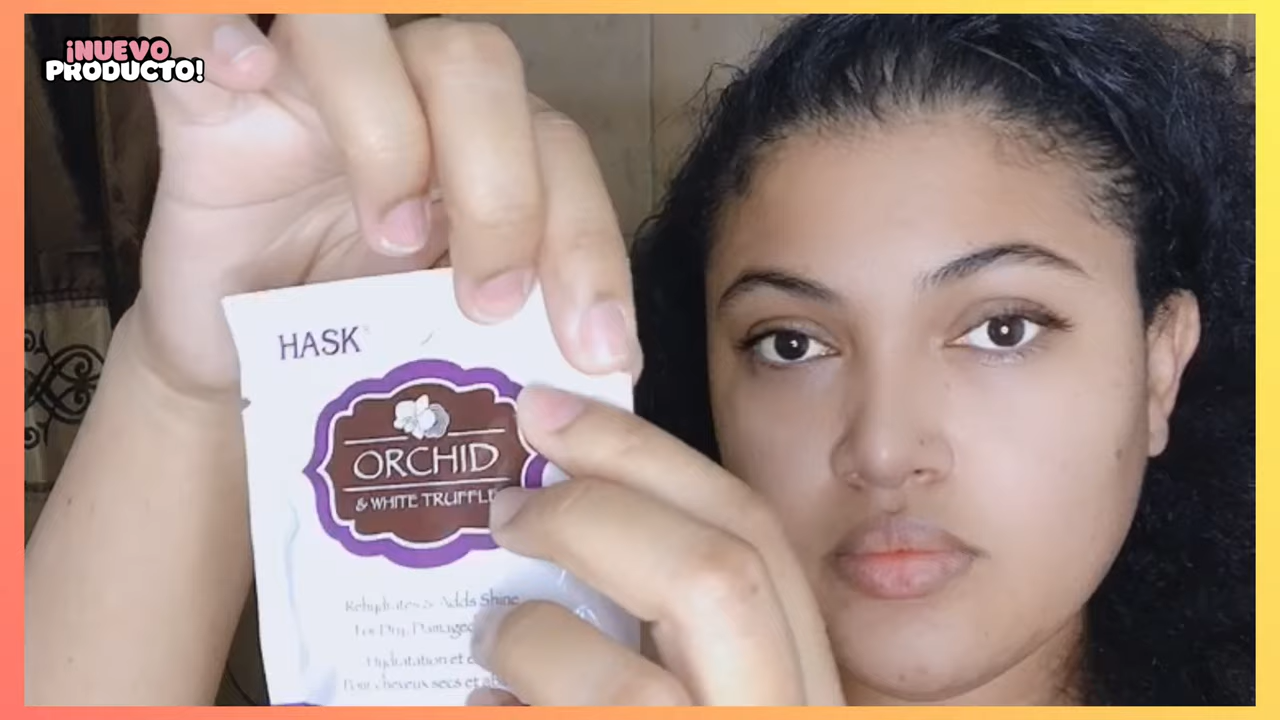 ¡NUEVO
PRODUCTO!
HASK®
ORCHID
& WHITE TRUFFLE
Rehydrates & Adds Shine
For Dry, Damaged
Hydratation et
Pour cheveux secs et